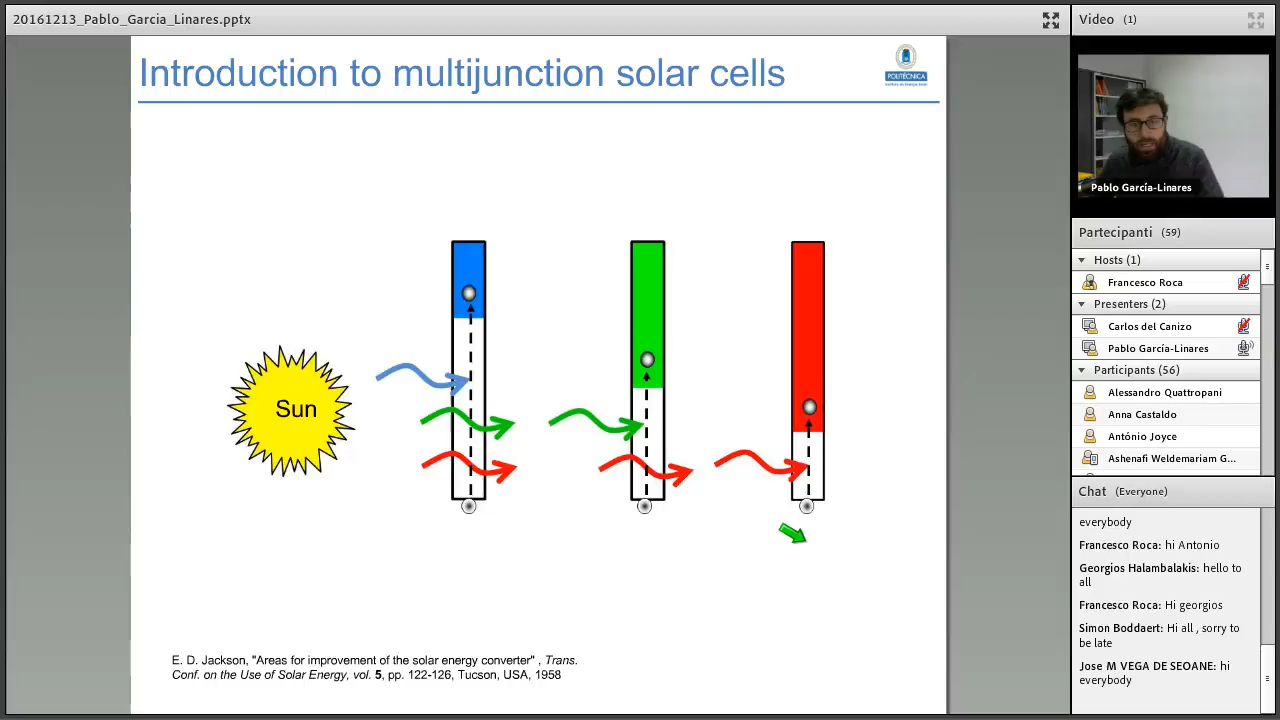 20161213_Pablo_Garcia_Linares.pptx
Introduction to multijunction solar cells
POLITÉCNICA
Sun
E. D. Jackson, "Areas for improvement of the solar energy converter" , Trans.
Conf. on the Use of Solar Energy, vol. 5, pp. 122-126, Tucson, USA, 1958
Video (1)
Pablo García-Linares
Partecipanti (59)
Hosts (1)
Francesco Roca
Presenters (2)
Carlos del Canizo
Pablo García-Linares
Participants (56)
Alessandro Quattropani
Anna Castaldo
António Joyce
Ashenafi Weldemariam G...
Chat (Everyone)
everybody
Francesco Roca: hi Antonio
Georgios Halambalakis: hello to
all
Francesco Roca: Hi georgios
Simon Boddaert: Hi all , sorry to
be late
Jose M VEGA DE SEOANE: hi
everybody